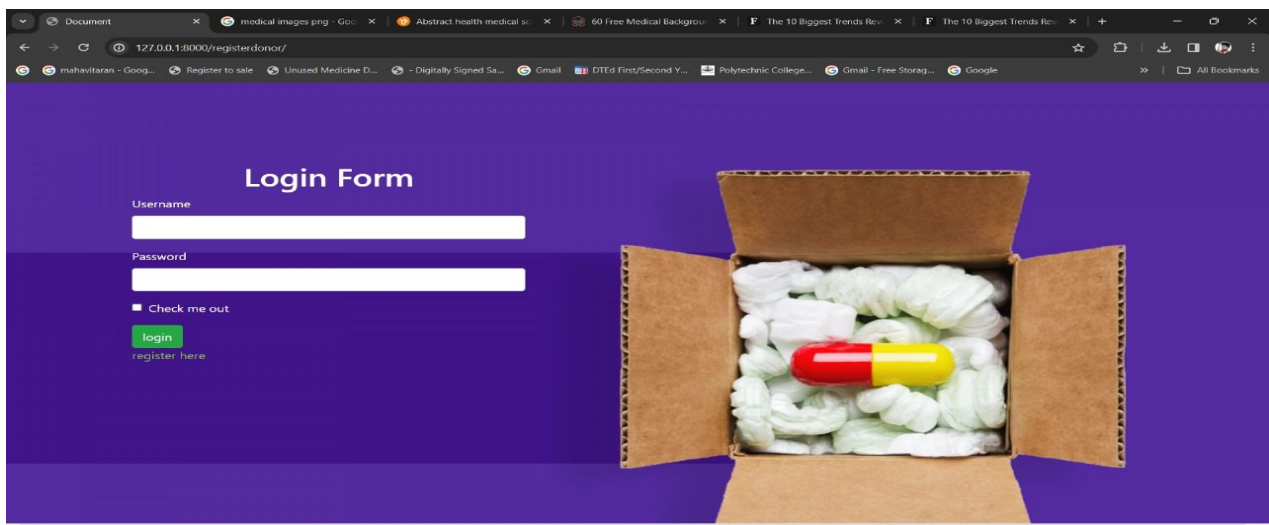 Document
medical images png - Goo
Abstract health medical sc
60 Free Medical Backgrour
F The 10 Biggest Trends Rev
F The 10 Biggest Trends Rev
127.0.0.1:8000/registerdonor/
mahavitaran - Goog...
Register to sale
Unused Medicine D...
- Digitally Signed Sa...
Gmail
DTEd First/Second Y...
Polytechnic College...
Gmail - Free Storag...
Google
All Bookmarks
Login Form
Username
Password
Check me out
login
register here